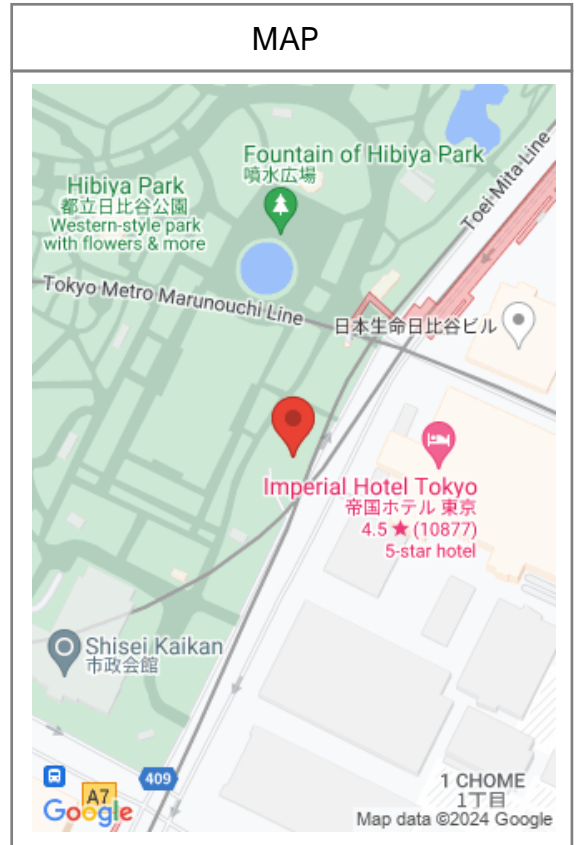 MAP
Fountain of Hibiya Park
噴水広場
Hibiya Park
都立日比谷公園
Western-style park
with flowers & more
Toei-Mita-Line
Tokyo Metro Marunouchi Line
日本生命日比谷ビル
Imperial Hotel Tokyo
帝国ホテル 東京
4.5 ★ (10877)
5-star hotel
Shisei Kaikan
市政会館
409
A7
1 CHOME
1丁目
Google
Map data ©2024 Google